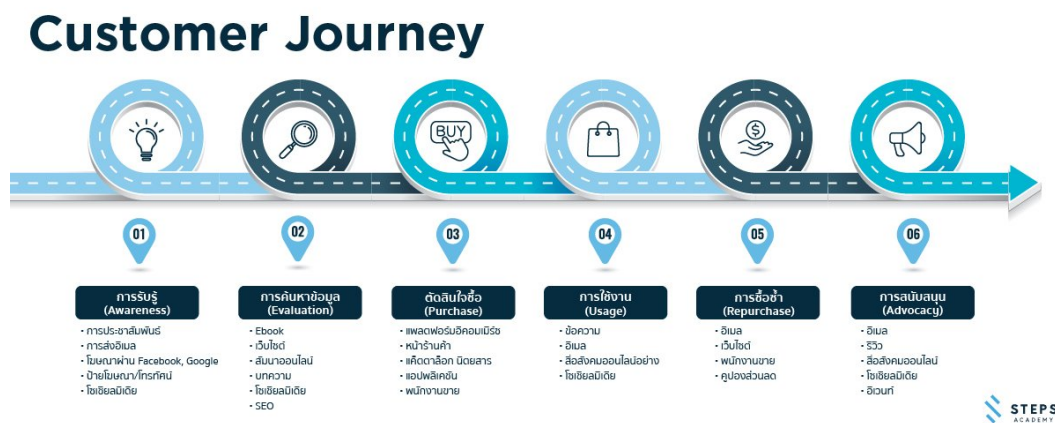 Customer Journey
BUY
$
01
02
03
04
05
06
การรับรู้
(Awareness)
• การประชาสัมพันธ์
• การส่งอีเมล
• โฆษณาผ่าน Facebook, Google
• ป้ายโฆษณา/โทรทัศน์
• โซเชียลมิเดีย
การค้นหาข้อมูล
(Evaluation)
• Ebook
• เว็บไซต์
• สัมนาออนไลน์
• บทความ
• โซเชียลมิเดีย
• SEO
ตัดสินใจซื้อ
(Purchase)
• แพลตฟอร์มอีคอมเมิร์ซ
• หน้าร้านค้า
• แค็ตตาล็อก นิตยสาร
• แอปพลิเคชัน
• พนักงานขาย
การใช้งาน
(Usage)
• ข้อความ
• อีเมล
• สื่อสังคมออนไลน์อย่าง
• โซเชียลมิเดีย
การซื้อซ้ำ
(Repurchase)
• อีเมล
• เว็บไซต์
• พนักงานขาย
• คูปองส่วนลด
การสนับสนุน
(Advocacy)
• อีเมล
• รีวิว
• สื่อสังคมออนไลน์
• โซเชียลมิเดีย
• อีเวนท์
STEPS
ACADEMY